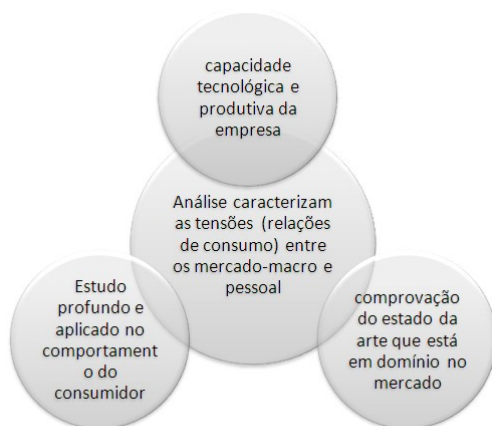 capacidade
tecnológica e
produtiva da
empresa
Análise caracterizam
as tensões (relações
de consumo) entre
os mercado-macro e
pessoal
Estudo
profundo e
aplicado no
comportament
o do
consumidor
comprovação
do estado da
arte que está
em domínio no
mercado